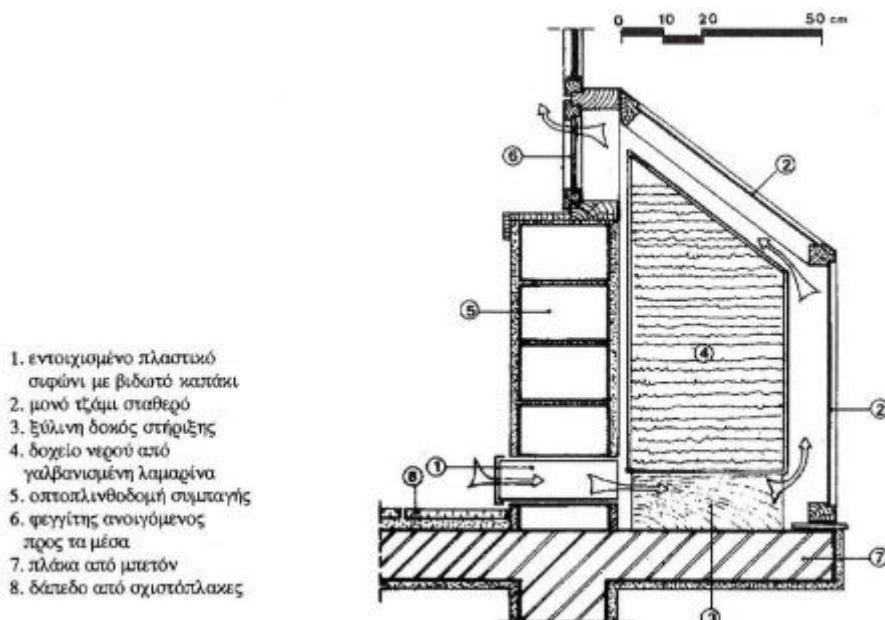 0 10 20 50 cm
6
2
5
4
2
1
8
7
3
1. εντοιχισμένο πλαστικό
σιφώνι με βιδωτό καπάκι
2. μονό τζάμι σταθερό
3. ξύλινη δοκός στήριξης
4. δοχείο νερού από
γαλβανισμένη λαμαρίνα
5. οπτοπλινθοδομή συμπαγής
6. φεγγίτης ανοιγόμενος
προς τα μέσα
7. πλάκα από μπετόν
8. δάπεδο από σχιστόπλακες